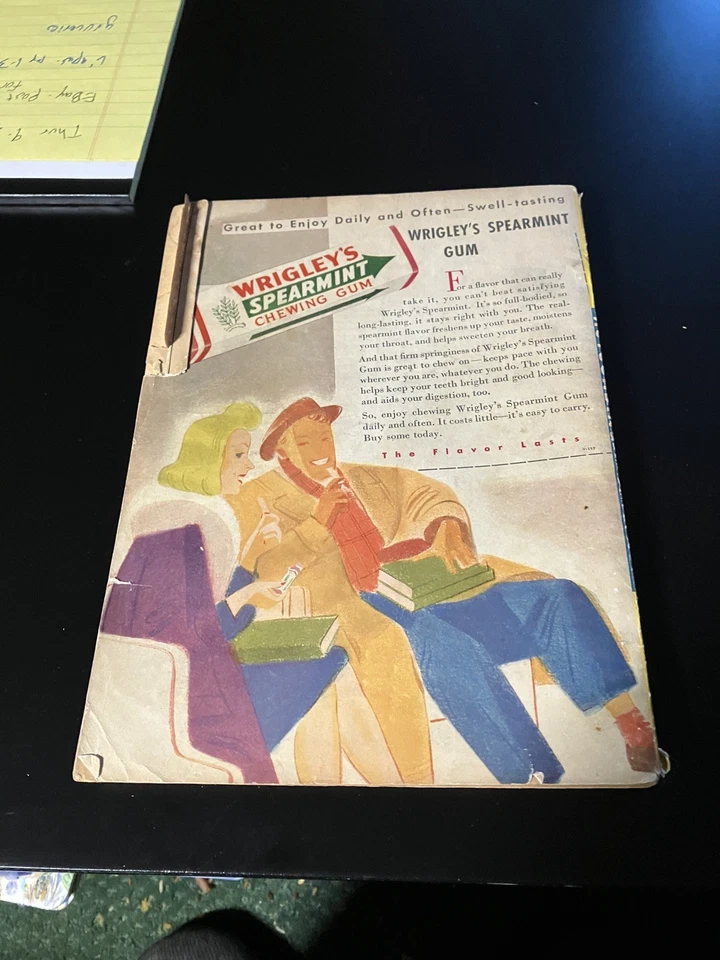 Great to Enjoy Daily and Often—Swell-tasting
WRIGLEY'S SPEARMINT
GUM
WRIGLEY'S
SPEARMINT
CHEWING GUM
For a flavor that can really
take it, you can't beat satisfying
Wrigley's Spearmint. It's so full-bodied, so
long-lasting, it stays right with you. The real-
spearmint flavor freshens up your taste, moistens
your throat, and helps sweeten your breath.
And that firm springiness of Wrigley's Spearmint
Gum is great to chew on—keeps pace with you
wherever you are, whatever you do. The chewing
helps keep your teeth bright and good looking—
and aids your digestion, too.
So, enjoy chewing Wrigley's Spearmint Gum
daily and often. It costs little—it's easy to carry.
Buy some today.
The Flavor Lasts
Thur 9-
EBay - Past
for